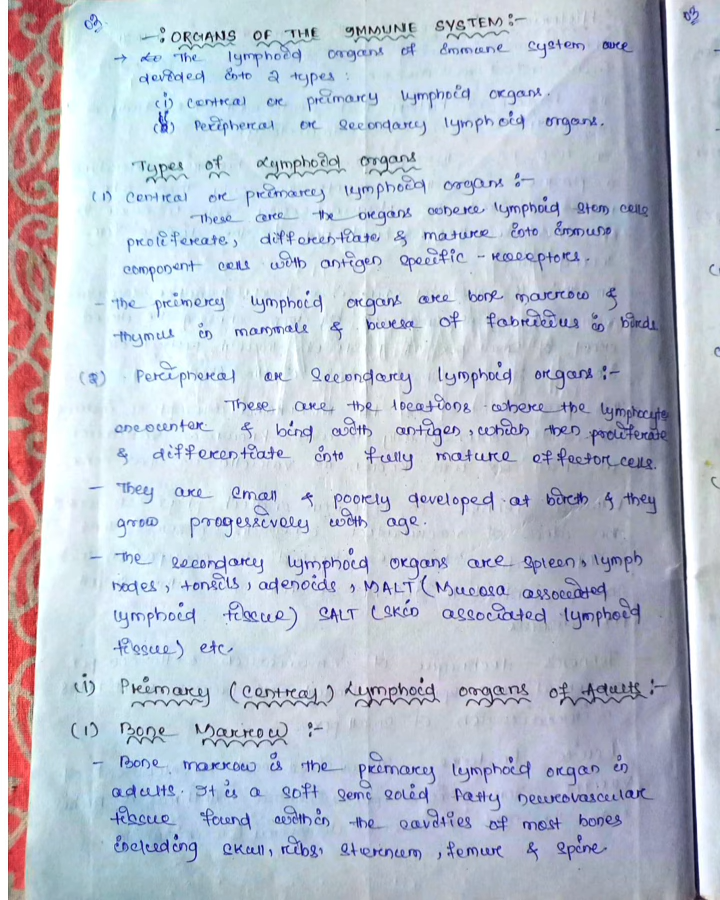 03
-: ORGANS OF THE IMMUNE SYSTEM :-
→ The lymphoid organs of immune system are
devided into 2 types :
(i) central or primary lymphoid organs.
(ii) Peripheral or Secondary lymphoid organs.
Types of Lymphoid organs
(1) central or primary lymphoid organs :-
These are the organs where lymphoid stem cells
proliferate, differentiate & mature into immuno
component cells with antigen specific - receptors.
- The primary lymphoid organs are bone marrow &
thymus in mammals & bursa of fabricius in birds
(2) Peripheral or Secondary lymphoid organs :-
These are the locations where the lymphocyte
encounter & bind with antigen, which then proliferate
& differentiate into fully mature effector cells.
- They are small & poorly developed at birth & they
grow progessively with age.
- The secondary lymphoid organs are spleen, lymph
nodes, tonsils, adenoids, MALT (Mucosa associated
lymphoid tissue) SALT (Skin associated lymphoid
tissue) etc.
(i) Primary (central) Lymphoid organs of Adults :-
(1) Bone Marrow :-
- Bone marrow is the primary lymphoid organ in
adults. It is a soft semi solid fatty neurovascular
tissue found within the cavities of most bones
including skull, ribs, sternum, femur & spine.
03